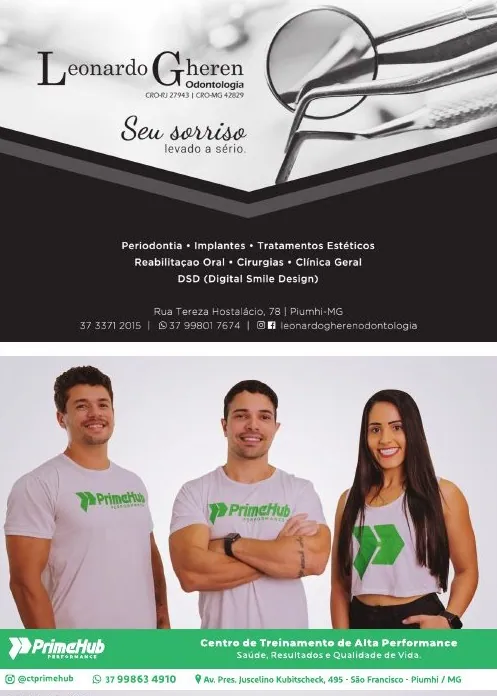 Leonardo Gheren
Odontologia
CRO-RJ 27943 | CRO-MG 42829
Seu sorriso
levado a sério.
Periodontia • Implantes • Tratamentos Estéticos
Reabilitaçao Oral • Cirurgias • Clínica Geral
DSD (Digital Smile Design)
Rua Tereza Hostalácio, 78 | Piumhi-MG
37 3371 2015 | 37 99801 7674 | leonardogherenodontologia
PrimeHub
PERFORMANCE
PrimeHub
PERFORMANCE
PrimeHub
PERFORMANCE
Centro de Treinamento de Alta Performance
Saúde, Resultados e Qualidade de Vida.
@ctprimehub 37 99863 4910 Av. Pres. Juscelino Kubitscheck, 495 - São Francisco - Piumhi / MG